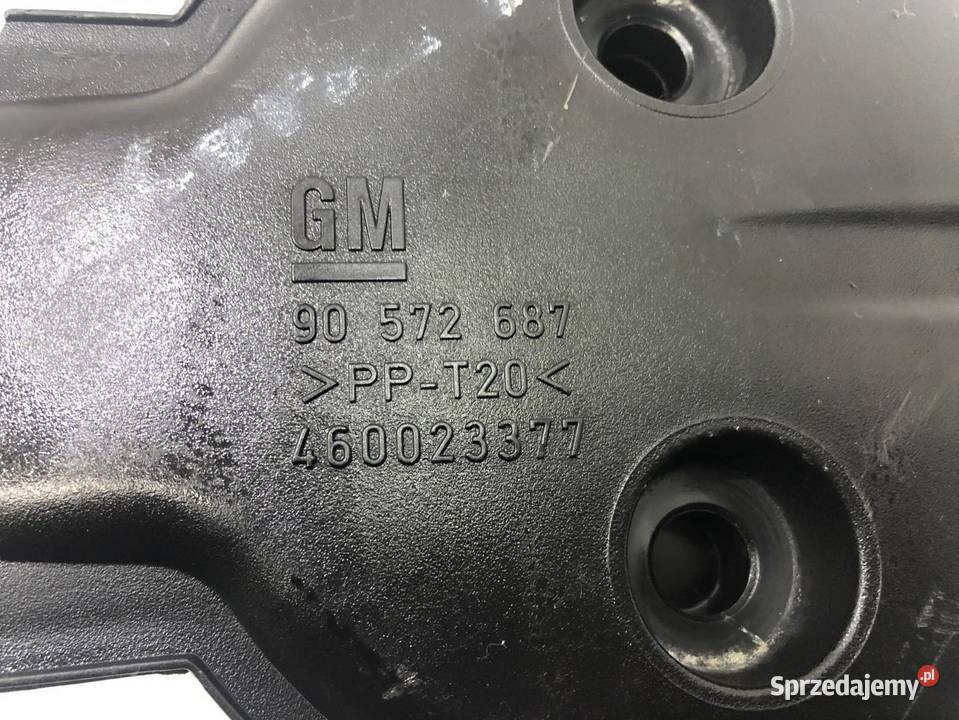 GM
90 572 687
>PP-T20<
460023377
Sprzedajemy.pl